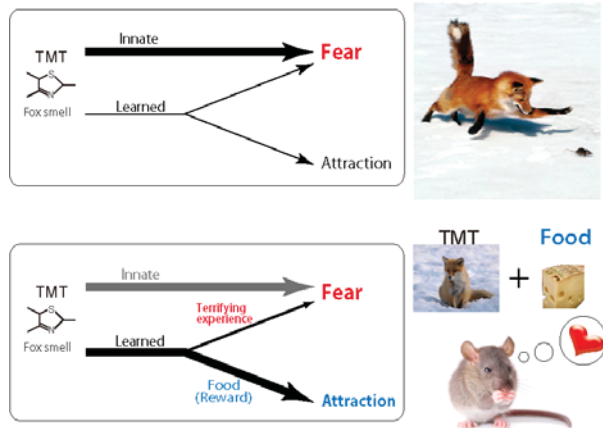 Innate
TMT
Fear
S
N
Learned
Fox smell
Attraction
TMT
Food
+
Innate
TMT
Fear
Terrifying
experience
S
N
Learned
Fox smell
Food
(Reward)
Attraction